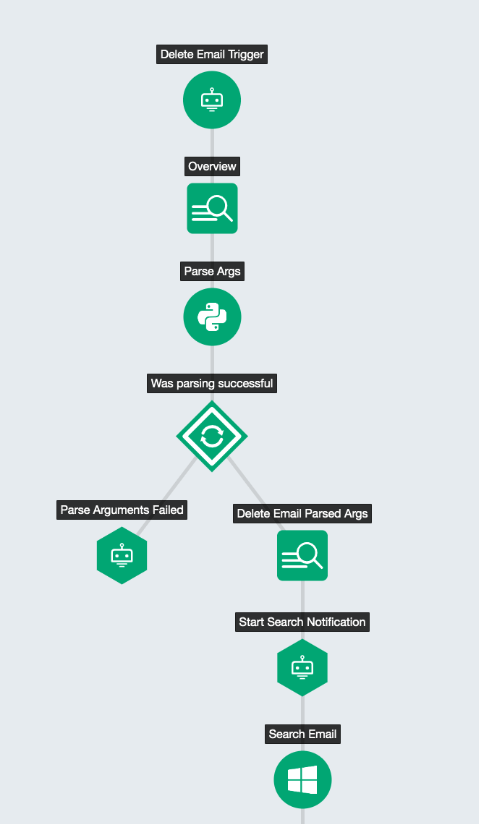 Delete Email Trigger
Overview
Parse Args
Was parsing successful
Parse Arguments Failed
Delete Email Parsed Args
Start Search Notification
Search Email